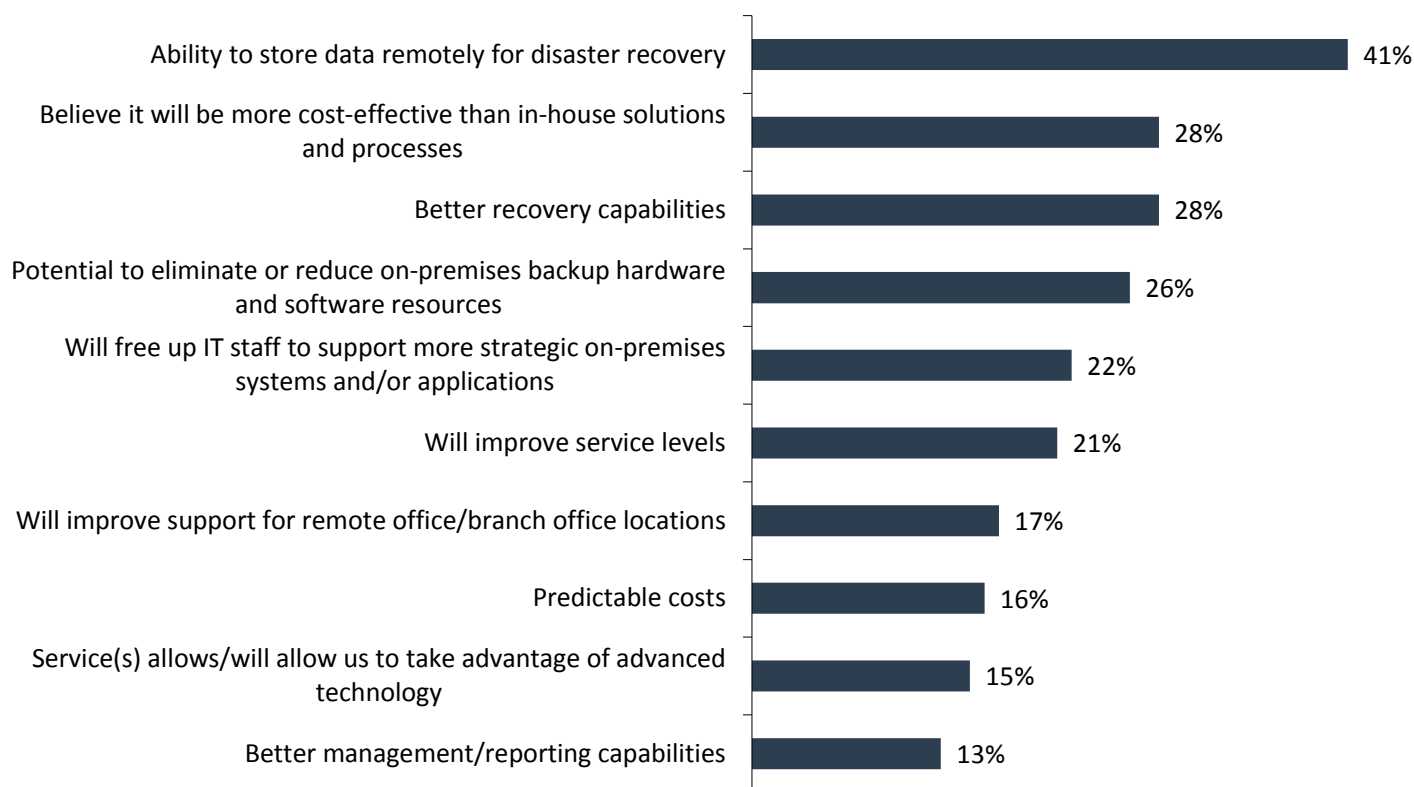 Ability to store data remotely for disaster recovery
41%
Believe it will be more cost-effective than in-house solutions
and processes
28%
Better recovery capabilities
28%
Potential to eliminate or reduce on-premises backup hardware
and software resources
26%
Will free up IT staff to support more strategic on-premises
systems and/or applications
22%
Will improve service levels
21%
Will improve support for remote office/branch office locations
17%
Predictable costs
16%
Service(s) allows/will allow us to take advantage of advanced
technology
15%
Better management/reporting capabilities
13%